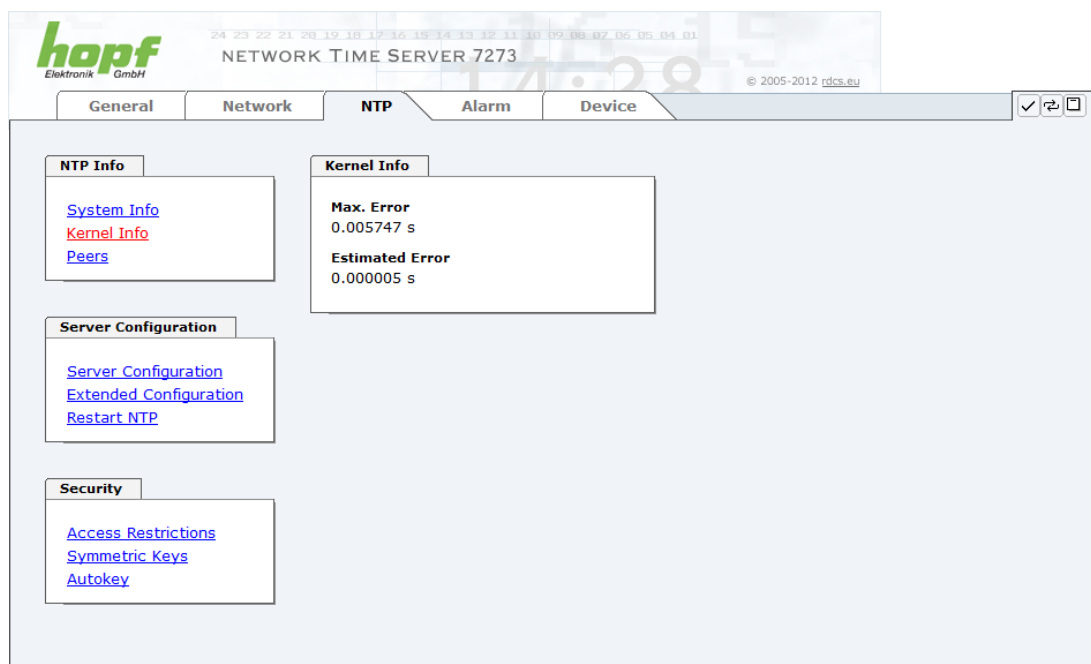 hopf
Elektronik GmbH
24 23 22 21 20 19 18 17 16 15 14 13 12 11 10 09 08 07 06 05 04 01
NETWORK TIME SERVER 7273
14:28
© 2005-2012 rdcs.eu
General Network NTP Alarm Device
NTP Info
System Info
Kernel Info
Peers
Kernel Info
Max. Error
0.005747 s
Estimated Error
0.000005 s
Server Configuration
Server Configuration
Extended Configuration
Restart NTP
Security
Access Restrictions
Symmetric Keys
Autokey